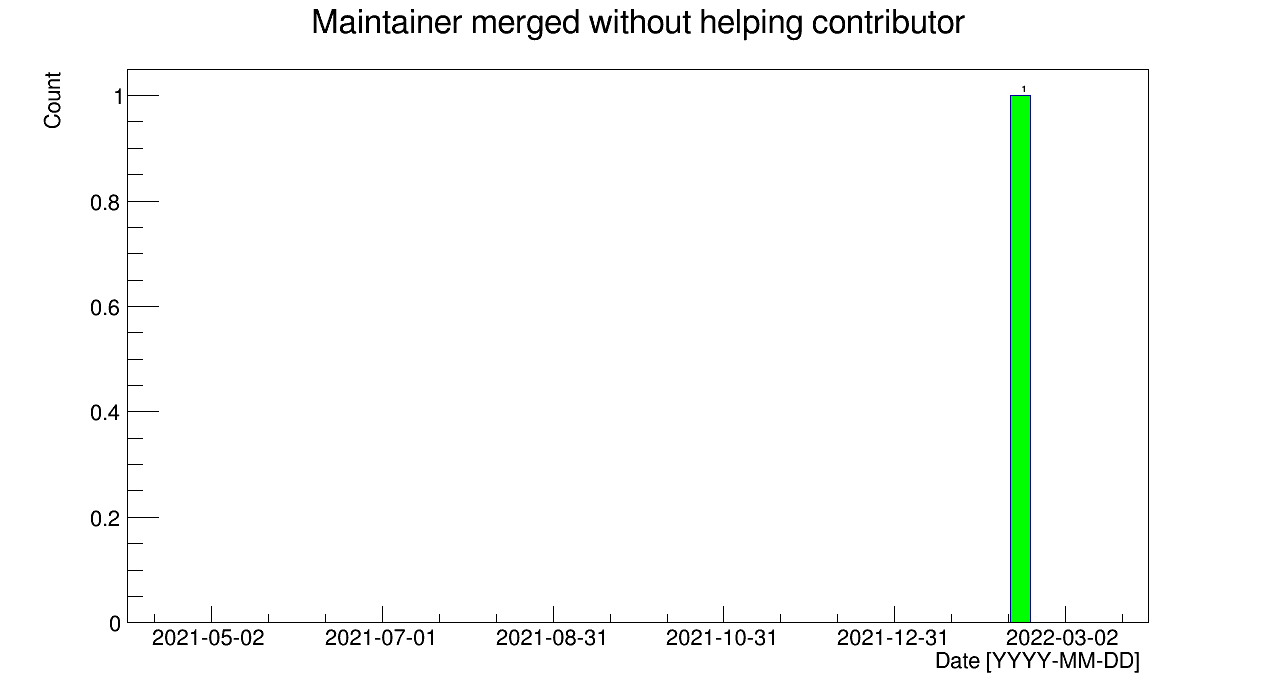 Maintainer merged without helping contributor
Count
1
1
0.8
0.6
0.4
0.2
0
2021-05-02 2021-07-01 2021-08-31 2021-10-31 2021-12-31 2022-03-02
Date [YYYY-MM-DD]